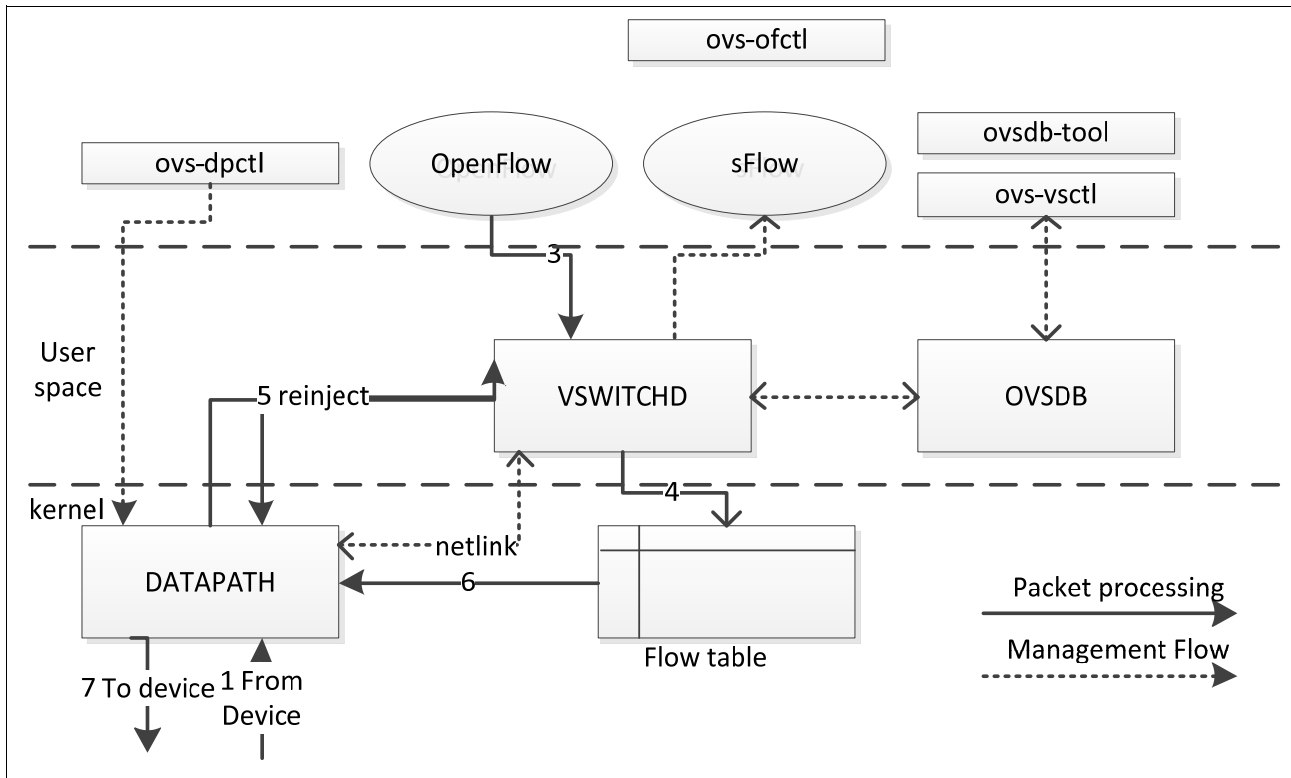 ovs-ofctl
ovs-dpctl
OpenFlow
sFlow
ovsdb-tool
ovs-vsctl
3
User
space
5 reinject
VSWITCHD
OVSDB
kernel
4
netlink
DATAPATH
6
Flow table
Packet processing
Management Flow
7 To device
1 From
Device